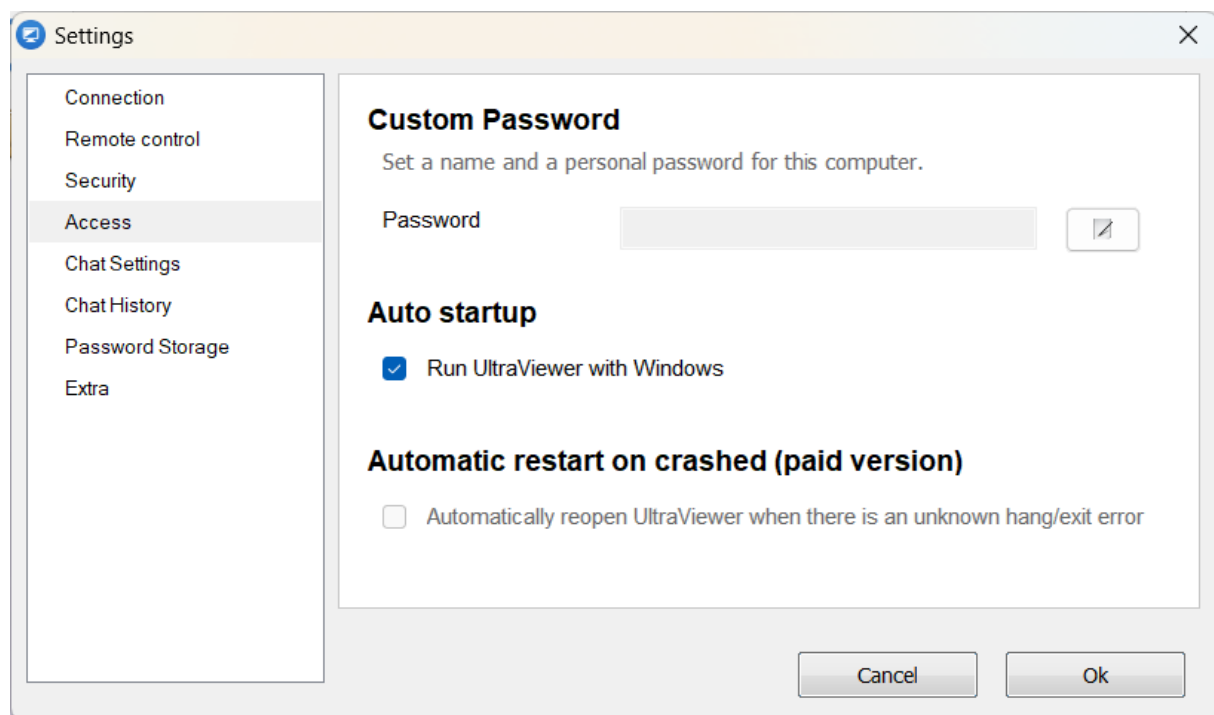 Settings
Connection
Remote control
Security
Access
Chat Settings
Chat History
Password Storage
Extra
Custom Password
Set a name and a personal password for this computer.
Password
Auto startup
Run UltraViewer with Windows
Automatic restart on crashed (paid version)
Automatically reopen UltraViewer when there is an unknown hang/exit error
Cancel
Ok